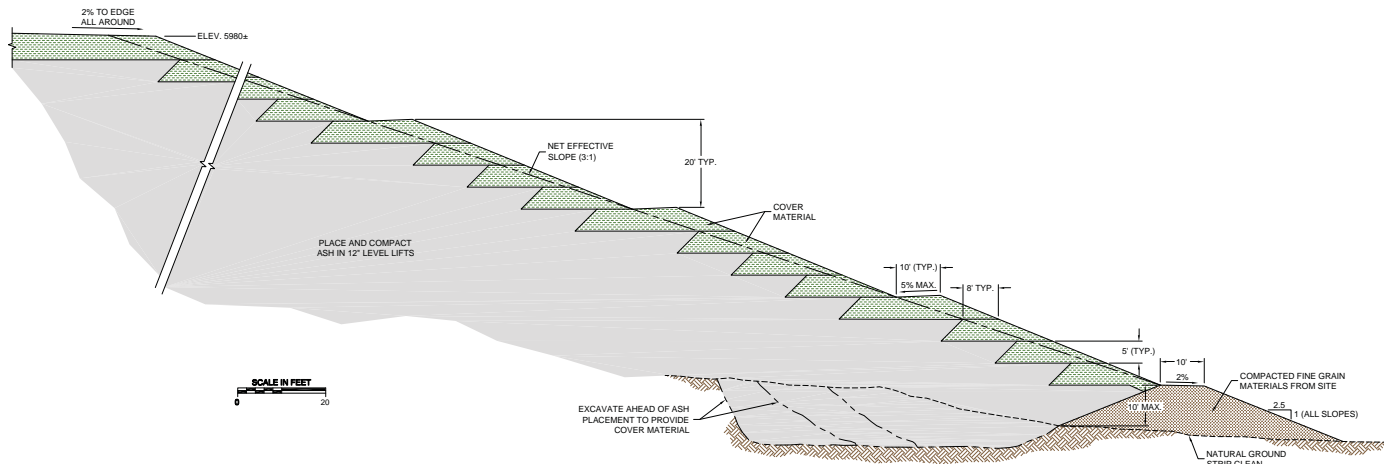 2% TO EDGE
ALL AROUND
ELEV. 5980±
NET EFFECTIVE
SLOPE (3:1)
20' TYP.
COVER
MATERIAL
PLACE AND COMPACT
ASH IN 12" LEVEL LIFTS
10' (TYP.)
5% MAX.
8' TYP.
5' (TYP.)
10'
2%
COMPACTED FINE GRAIN
MATERIALS FROM SITE
SCALE IN FEET
0
20
EXCAVATE AHEAD OF ASH
PLACEMENT TO PROVIDE
COVER MATERIAL
10' MAX.
2.5
1 (ALL SLOPES)
NATURAL GROUND
STRIP CLEAN